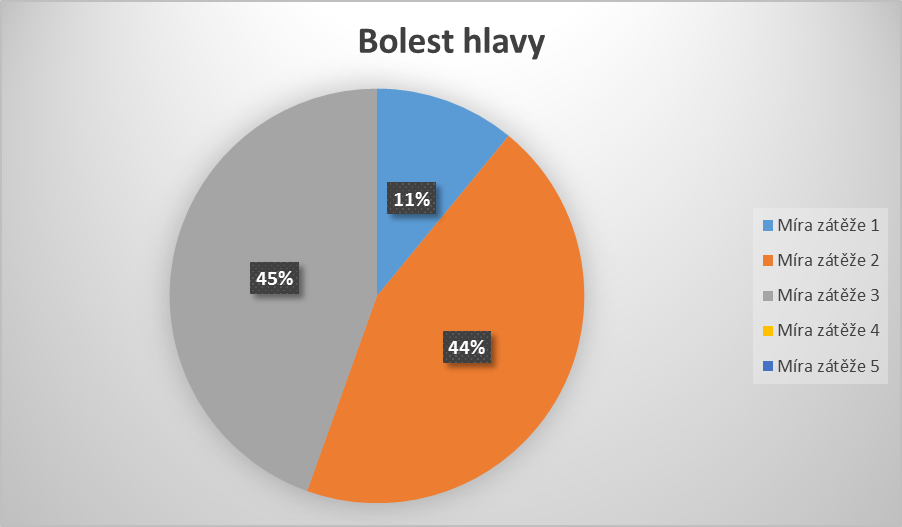 Bolest hlavy
11%
45%
44%
Míra zátěže 1
Míra zátěže 2
Míra zátěže 3
Míra zátěže 4
Míra zátěže 5